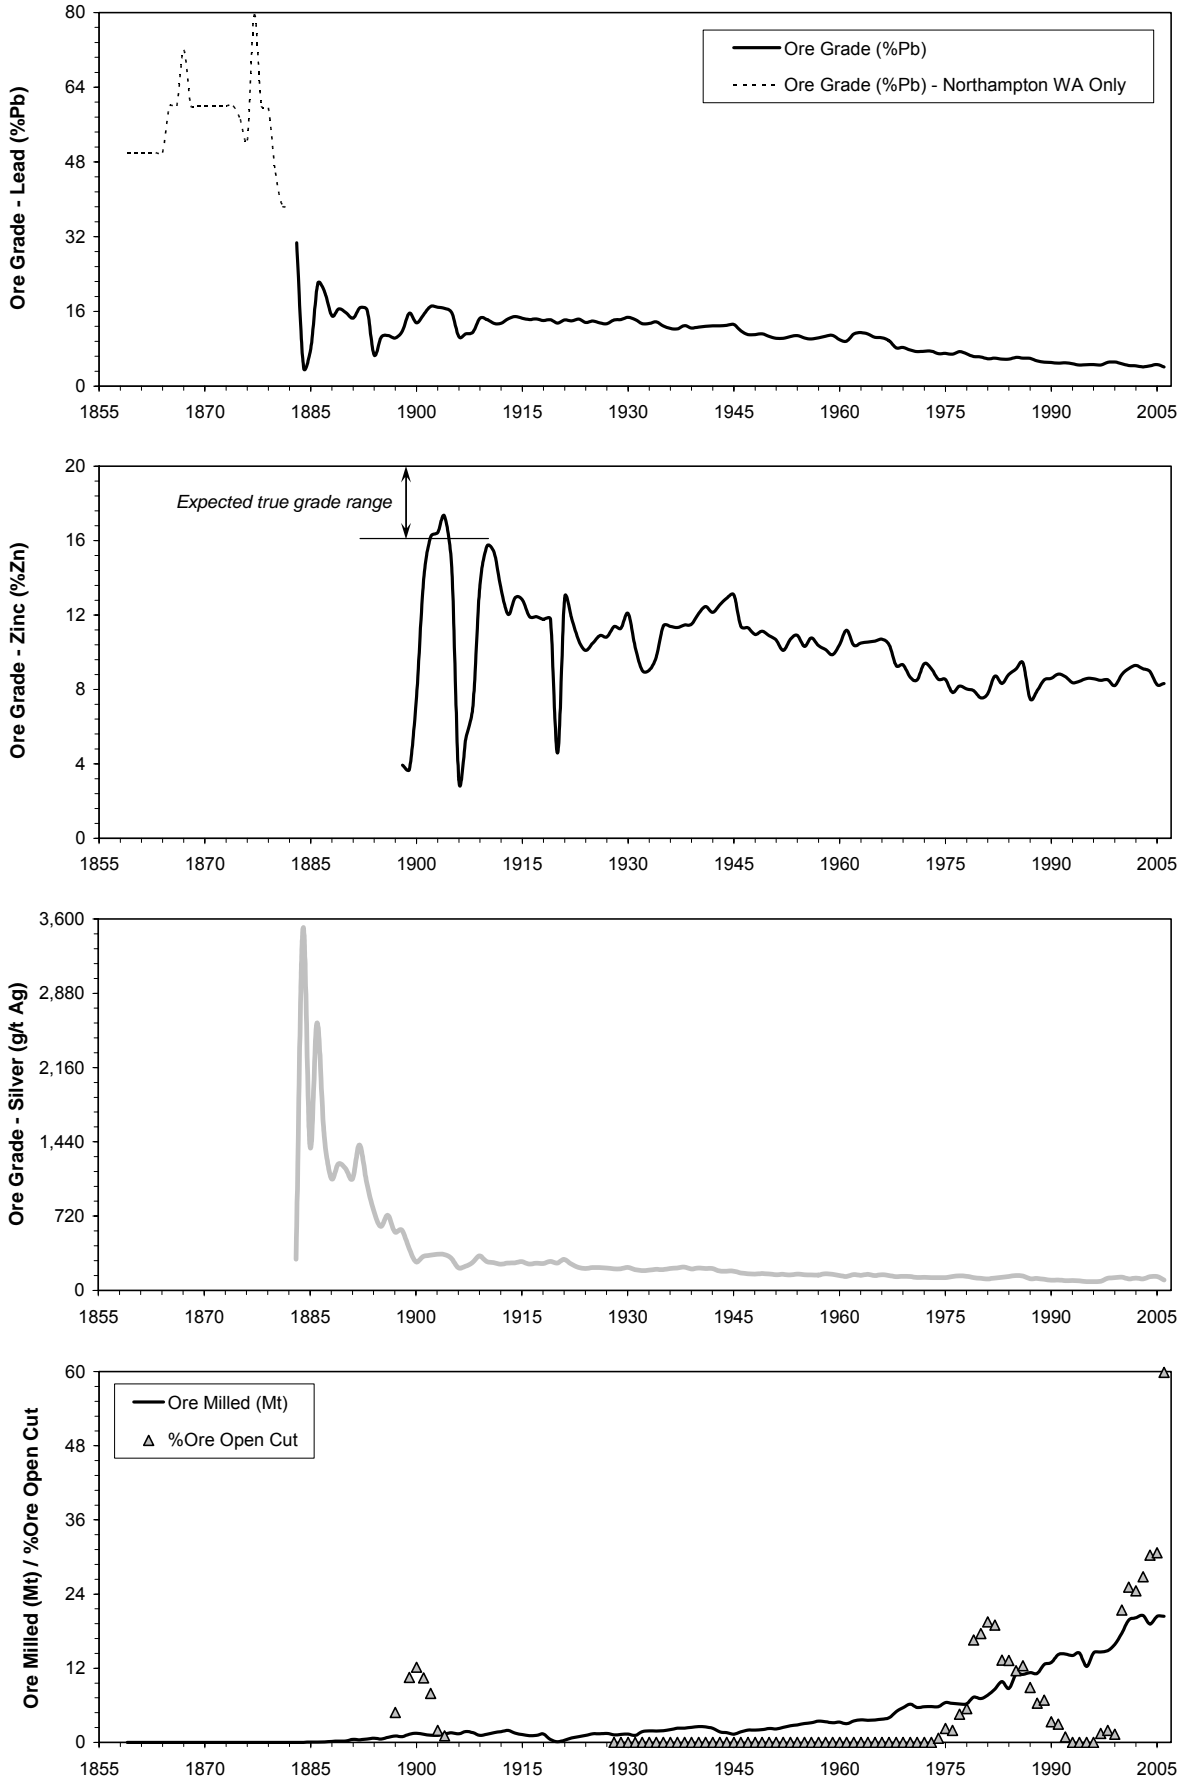 Ore Grade - Lead (%Pb)
80
64
48
32
16
0
Ore Grade (%Pb)
Ore Grade (%Pb) - Northampton WA Only
1855 1870 1885 1900 1915 1930 1945 1960 1975 1990 2005
Ore Grade - Zinc (%Zn)
20
16
12
8
4
0
Expected true grade range
1855 1870 1885 1900 1915 1930 1945 1960 1975 1990 2005
Ore Grade - Silver (g/t Ag)
3,600
2,880
2,160
1,440
720
0
1855 1870 1885 1900 1915 1930 1945 1960 1975 1990 2005
Ore Milled (Mt) / %Ore Open Cut
60
48
36
24
12
0
Ore Milled (Mt)
%Ore Open Cut
1855 1870 1885 1900 1915 1930 1945 1960 1975 1990 2005